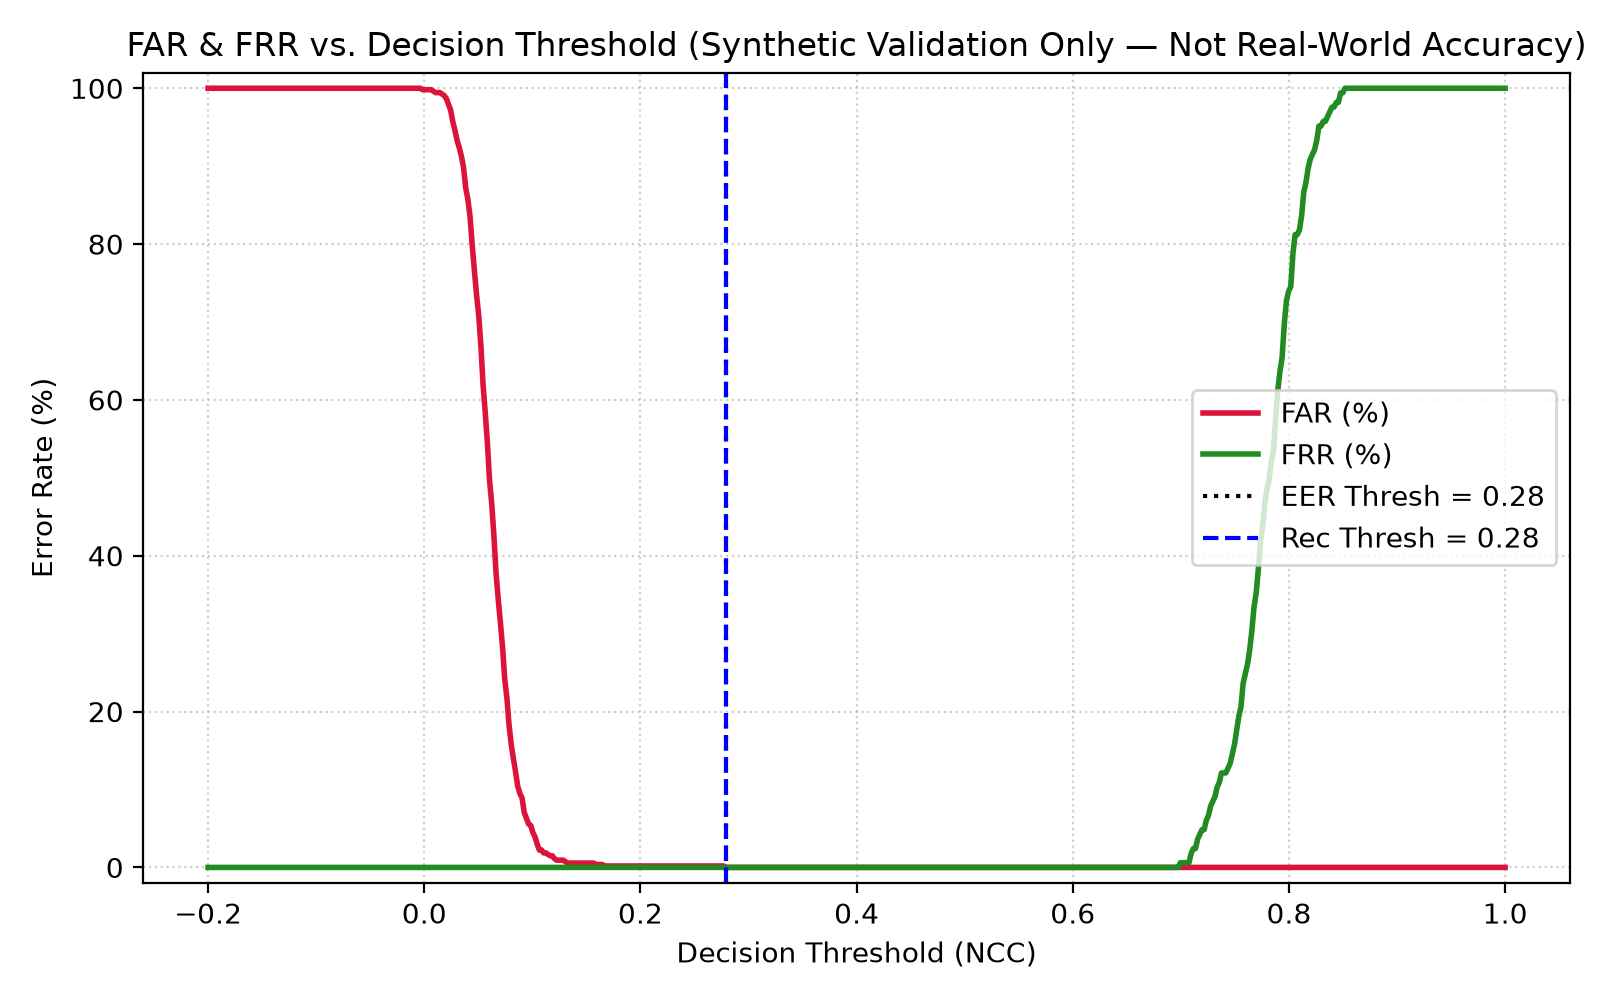 FAR & FRR vs. Decision Threshold (Synthetic Validation Only — Not Real-World Accuracy)
100
80
60
40
20
0
Error Rate (%)
FAR (%)
FRR (%)
EER Thresh = 0.28
Rec Thresh = 0.28
−0.2 0.0 0.2 0.4 0.6 0.8 1.0
Decision Threshold (NCC)